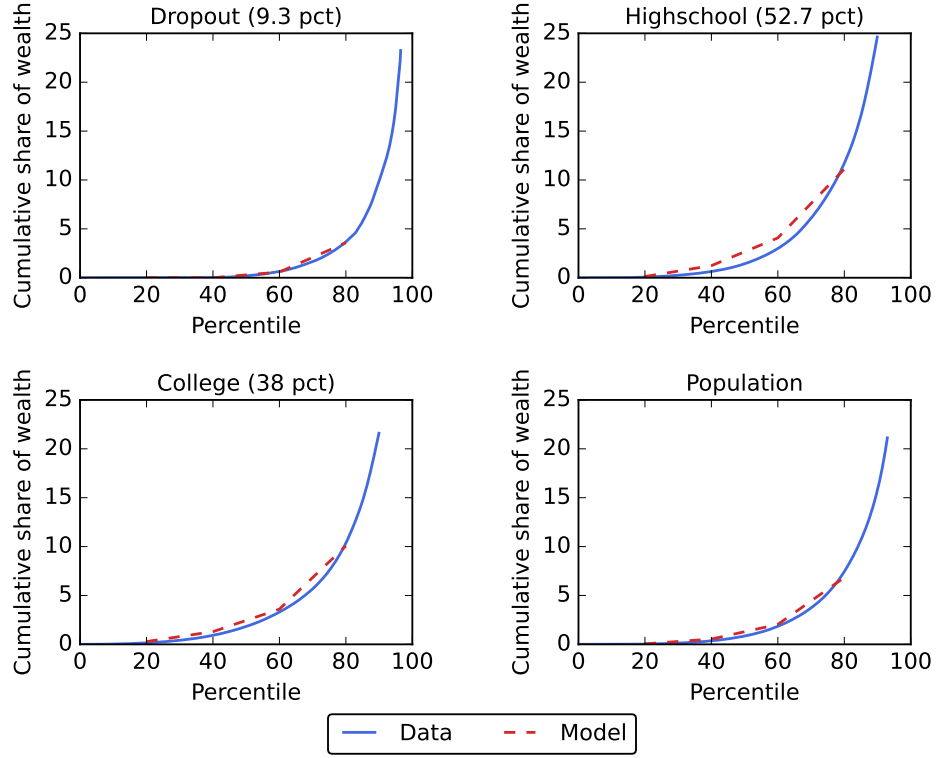 Dropout (9.3 pct)
Cumulative share of wealth
25
20
15
10
5
0
0 20 40 60 80 100
Percentile
Highschool (52.7 pct)
Cumulative share of wealth
25
20
15
10
5
0
0 20 40 60 80 100
Percentile
College (38 pct)
Cumulative share of wealth
25
20
15
10
5
0
0 20 40 60 80 100
Percentile
Population
Cumulative share of wealth
25
20
15
10
5
0
0 20 40 60 80 100
Percentile
Data Model